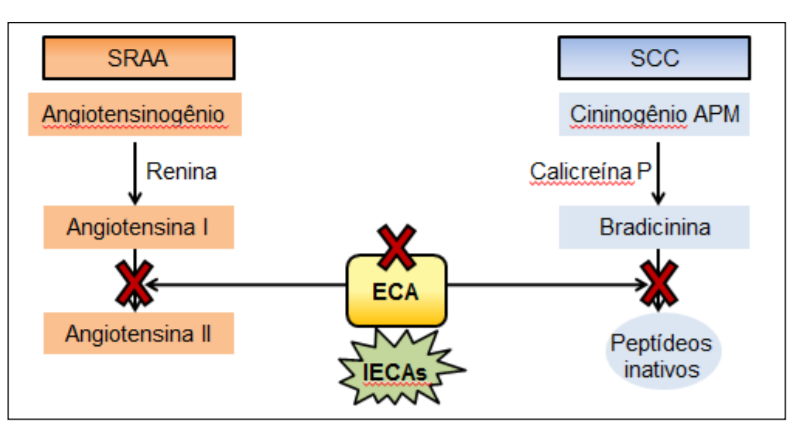 SRAA
SCC
Angiotensinogênio
Cininogênio APM
Renina
Calicreína P
Angiotensina I
Bradicinina
ECA
Angiotensina II
Peptídeos
inativos
IECAs